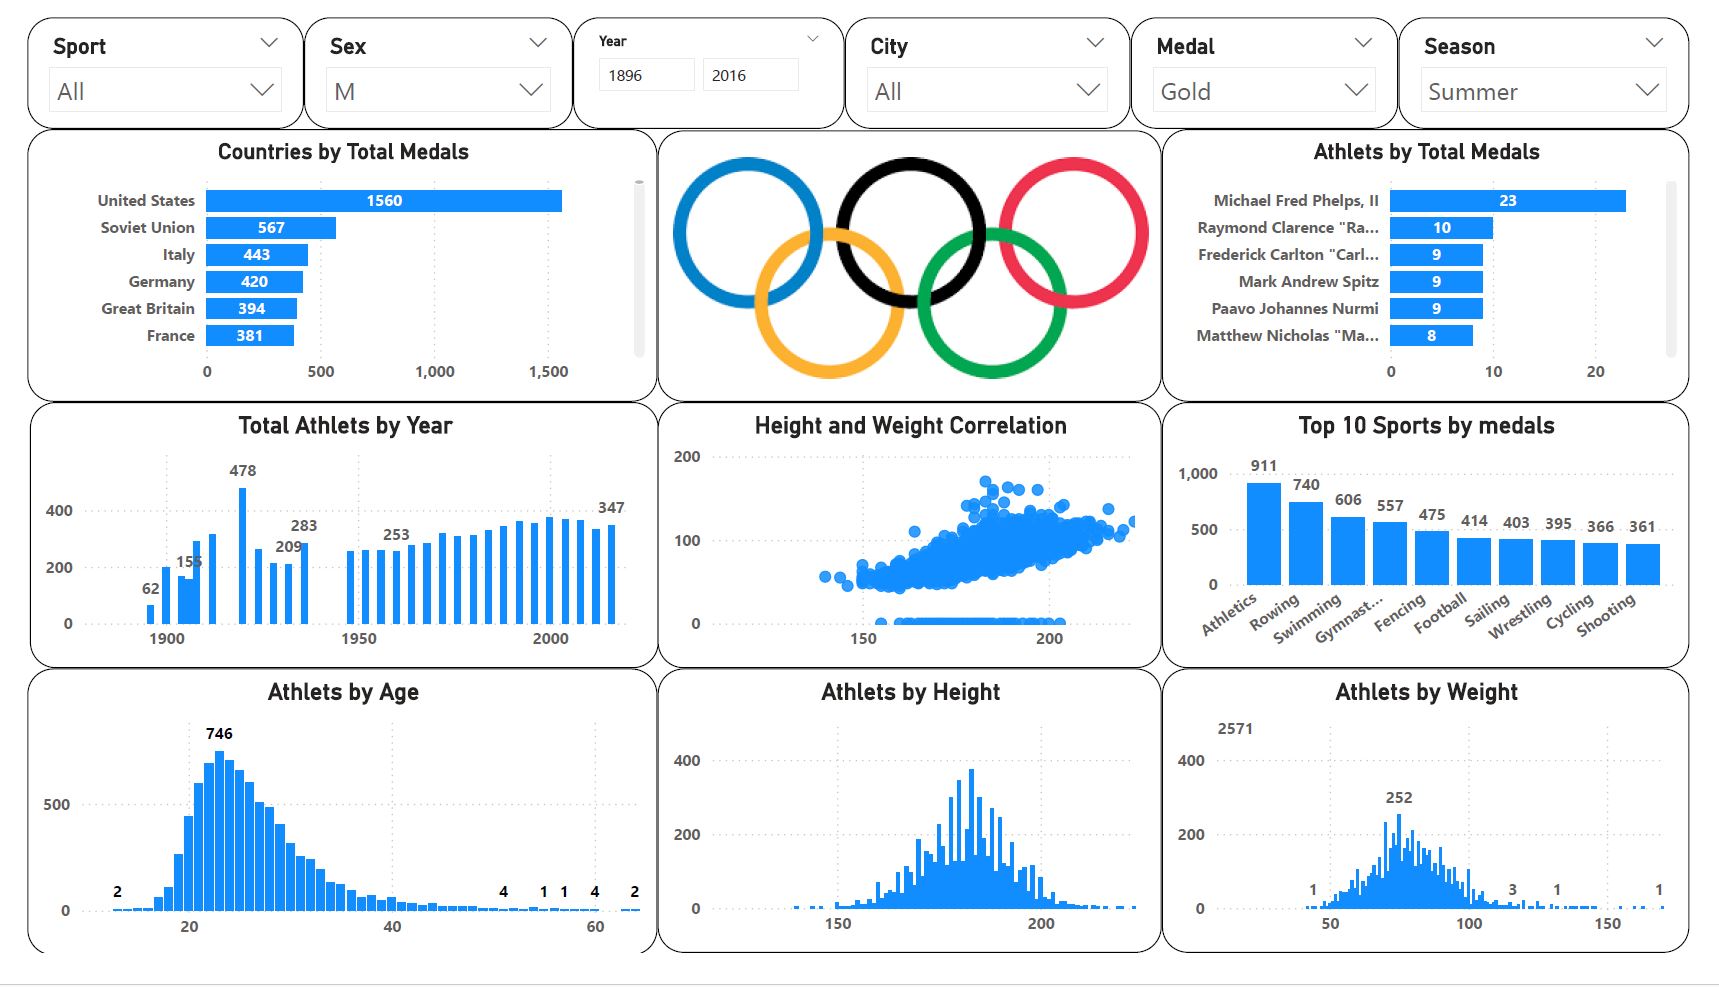 Sport
All
Sex
M
Year
1896 2016
City
All
Medal
Gold
Season
Summer
Countries by Total Medals
United States 1560
Soviet Union 567
Italy 443
Germany 420
Great Britain 394
France 381
0 500 1,000 1,500
Athlets by Total Medals
Michael Fred Phelps, II 23
Raymond Clarence "Ra... 10
Frederick Carlton "Carl... 9
Mark Andrew Spitz 9
Paavo Johannes Nurmi 9
Matthew Nicholas "Ma... 8
0 10 20
Total Athlets by Year
400
200
0
62 155 478 209 283 253 347
1900 1950 2000
Height and Weight Correlation
200
100
0
150 200
Top 10 Sports by medals
1,000
500
0
911 740 606 557 475 414 403 395 366 361
Athletics Rowing Swimming Gymnast... Fencing Football Sailing Wrestling Cycling Shooting
Athlets by Age
500
0
2 746 4 1 1 4 2
20 40 60
Athlets by Height
400
200
0
150 200
Athlets by Weight
2571
400
200
0
1 252 3 1 1
50 100 150